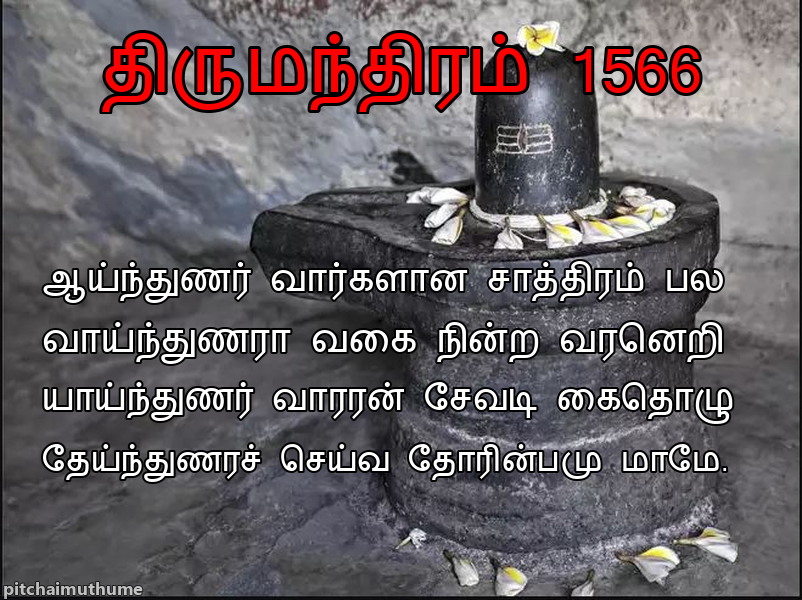 திருமந்திரம் 1566
ஆய்ந்துணர் வார்களான சாத்திரம் பல
வாய்ந்துணரா வகை நின்ற வரனெறி
யாய்ந்துணர் வாரரன் சேவடி கைதொழு
தேய்ந்துணரச் செய்வ தோரின்பமு மாமே.
pitchaimuthume